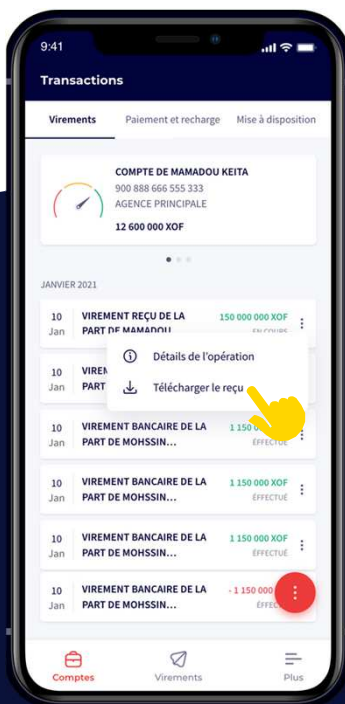 9:41
Transactions
Virements Paiement et recharge Mise à disposition
COMPTE DE MAMADOU KEITA
900 888 666 555 333
AGENCE PRINCIPALE
12 600 000 XOF
JANVIER 2021
10 VIREMENT REÇU DE LA 150 000 000 XOF
Jan PART DE MAMADOU EN COURS
Détails de l'opération
Télécharger le reçu
10
Jan PART
10 VIREMENT BANCAIRE DE LA 1 150
Jan PART DE MOHSSIN... ÉFFECTUÉ
10 VIREMENT BANCAIRE DE LA 1 150 000 XOF
Jan PART DE MOHSSIN... ÉFFECTUÉ
10 VIREMENT BANCAIRE DE LA 1 150 000 XOF
Jan PART DE MOHSSIN... ÉFFECTUÉ
10 VIREMENT BANCAIRE DE LA - 1 150 000
Jan PART DE MOHSSIN...
Comptes Virements Plus